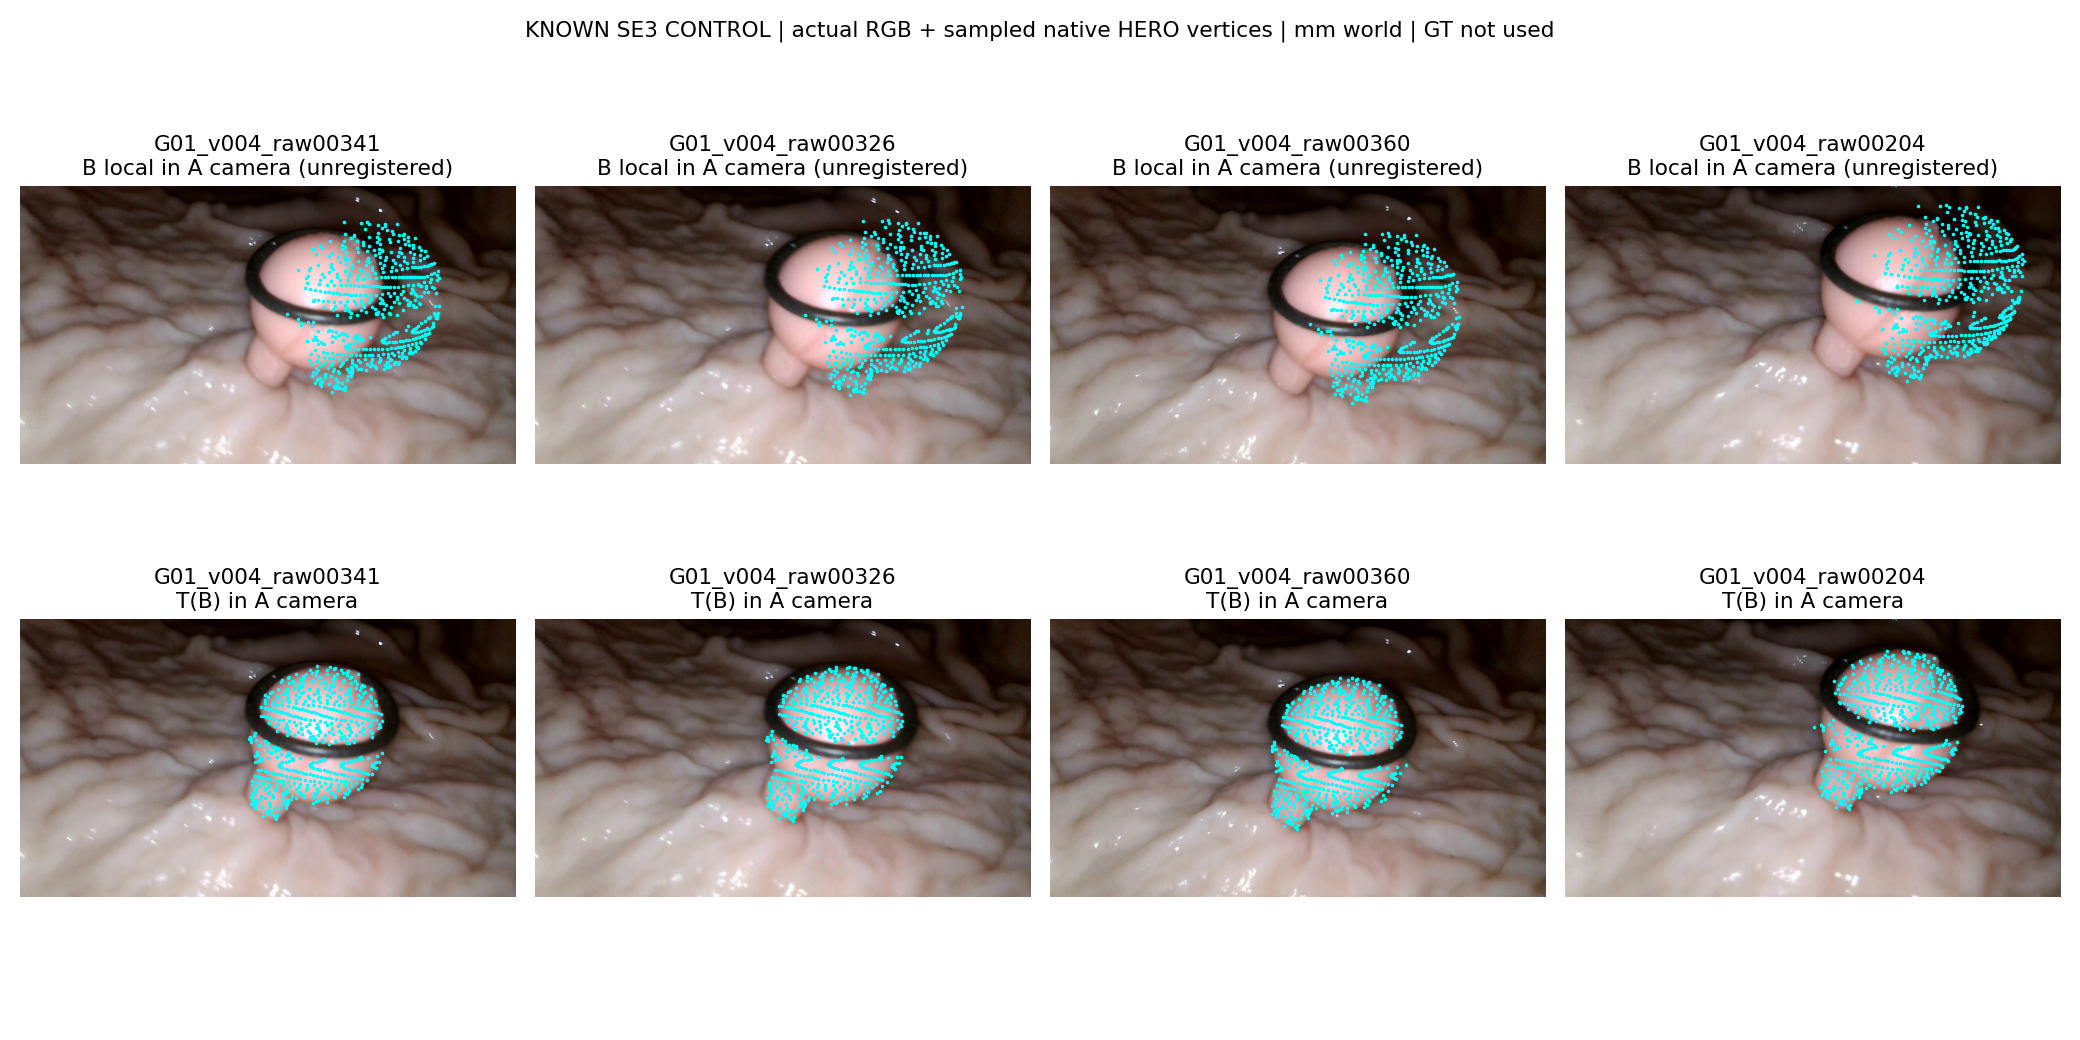 KNOWN SE3 CONTROL | actual RGB + sampled native HERO vertices | mm world | GT not used
G01_v004_raw00341
B local in A camera (unregistered)
G01_v004_raw00326
B local in A camera (unregistered)
G01_v004_raw00360
B local in A camera (unregistered)
G01_v004_raw00204
B local in A camera (unregistered)
G01_v004_raw00341
T(B) in A camera
G01_v004_raw00326
T(B) in A camera
G01_v004_raw00360
T(B) in A camera
G01_v004_raw00204
T(B) in A camera